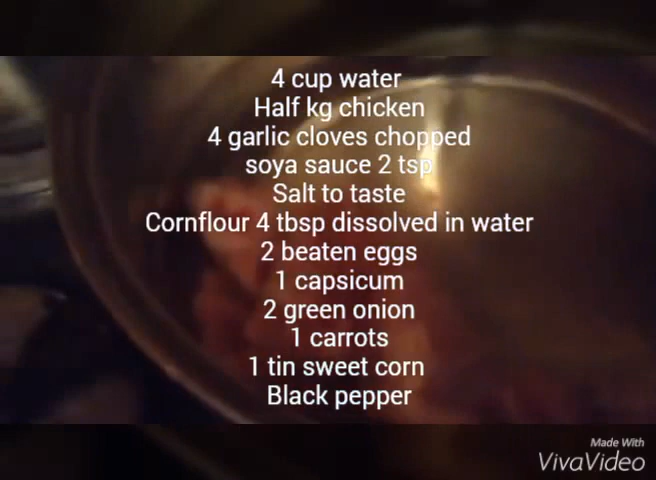 4 cup water
Half kg chicken
4 garlic cloves chopped
soya sauce 2 tsp
Salt to taste
Cornflour 4 tbsp dissolved in water
2 beaten eggs
1 capsicum
2 green onion
1 carrots
1 tin sweet corn
Black pepper
Made With
VivaVideo